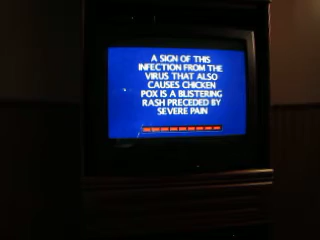 A SIGN OF THIS
INFECTION FROM THE
VIRUS THAT ALSO
CAUSES CHICKEN
POX IS A BLISTERING
RASH PRECEDED BY
SEVERE PAIN